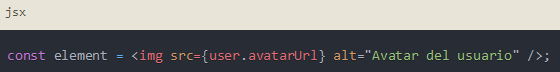 jsx
const element = <img src={user.avatarUrl} alt="Avatar del usuario" />;